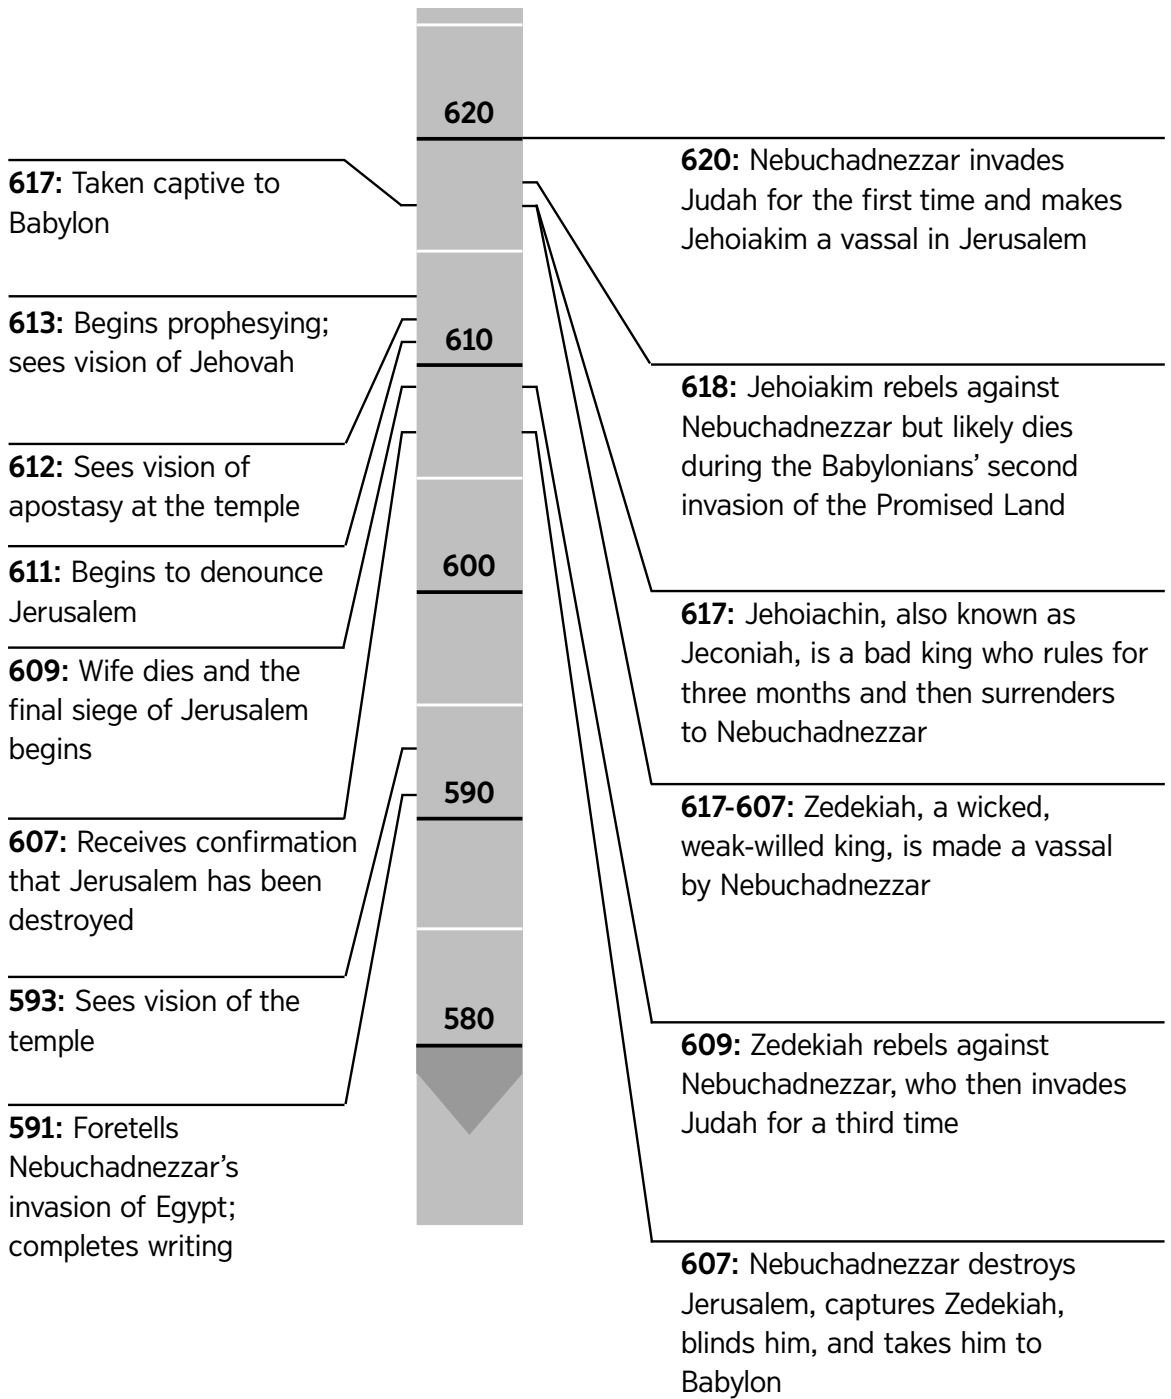 620
610
600
590
580
617: Taken captive to
Babylon
613: Begins prophesying;
sees vision of Jehovah
612: Sees vision of
apostasy at the temple
611: Begins to denounce
Jerusalem
609: Wife dies and the
final siege of Jerusalem
begins
607: Receives confirmation
that Jerusalem has been
destroyed
593: Sees vision of the
temple
591: Foretells
Nebuchadnezzar’s
invasion of Egypt;
completes writing
620: Nebuchadnezzar invades
Judah for the first time and makes
Jehoiakim a vassal in Jerusalem
618: Jehoiakim rebels against
Nebuchadnezzar but likely dies
during the Babylonians’ second
invasion of the Promised Land
617: Jehoiachin, also known as
Jeconiah, is a bad king who rules for
three months and then surrenders
to Nebuchadnezzar
617-607: Zedekiah, a wicked,
weak-willed king, is made a vassal
by Nebuchadnezzar
609: Zedekiah rebels against
Nebuchadnezzar, who then invades
Judah for a third time
607: Nebuchadnezzar destroys
Jerusalem, captures Zedekiah,
blinds him, and takes him to
Babylon